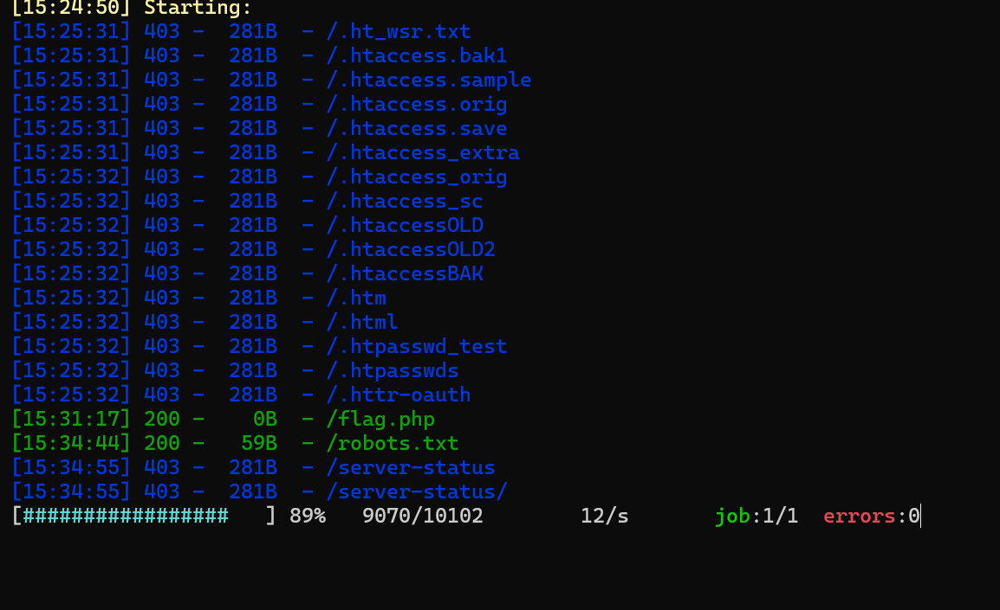 [15:24:50] Starting:
[15:25:31] 403 -  281B  - /.ht_wsr.txt
[15:25:31] 403 -  281B  - /.htaccess.bak1
[15:25:31] 403 -  281B  - /.htaccess.sample
[15:25:31] 403 -  281B  - /.htaccess.orig
[15:25:31] 403 -  281B  - /.htaccess.save
[15:25:31] 403 -  281B  - /.htaccess_extra
[15:25:32] 403 -  281B  - /.htaccess_orig
[15:25:32] 403 -  281B  - /.htaccess_sc
[15:25:32] 403 -  281B  - /.htaccessOLD
[15:25:32] 403 -  281B  - /.htaccessOLD2
[15:25:32] 403 -  281B  - /.htaccessBAK
[15:25:32] 403 -  281B  - /.htm
[15:25:32] 403 -  281B  - /.html
[15:25:32] 403 -  281B  - /.htpasswd_test
[15:25:32] 403 -  281B  - /.htpasswds
[15:25:32] 403 -  281B  - /.httr-oauth
[15:31:17] 200 -    0B  - /flag.php
[15:34:44] 200 -   59B  - /robots.txt
[15:34:55] 403 -  281B  - /server-status
[15:34:55] 403 -  281B  - /server-status/
[#################   ] 89%   9070/10102        12/s       job:1/1  errors:0